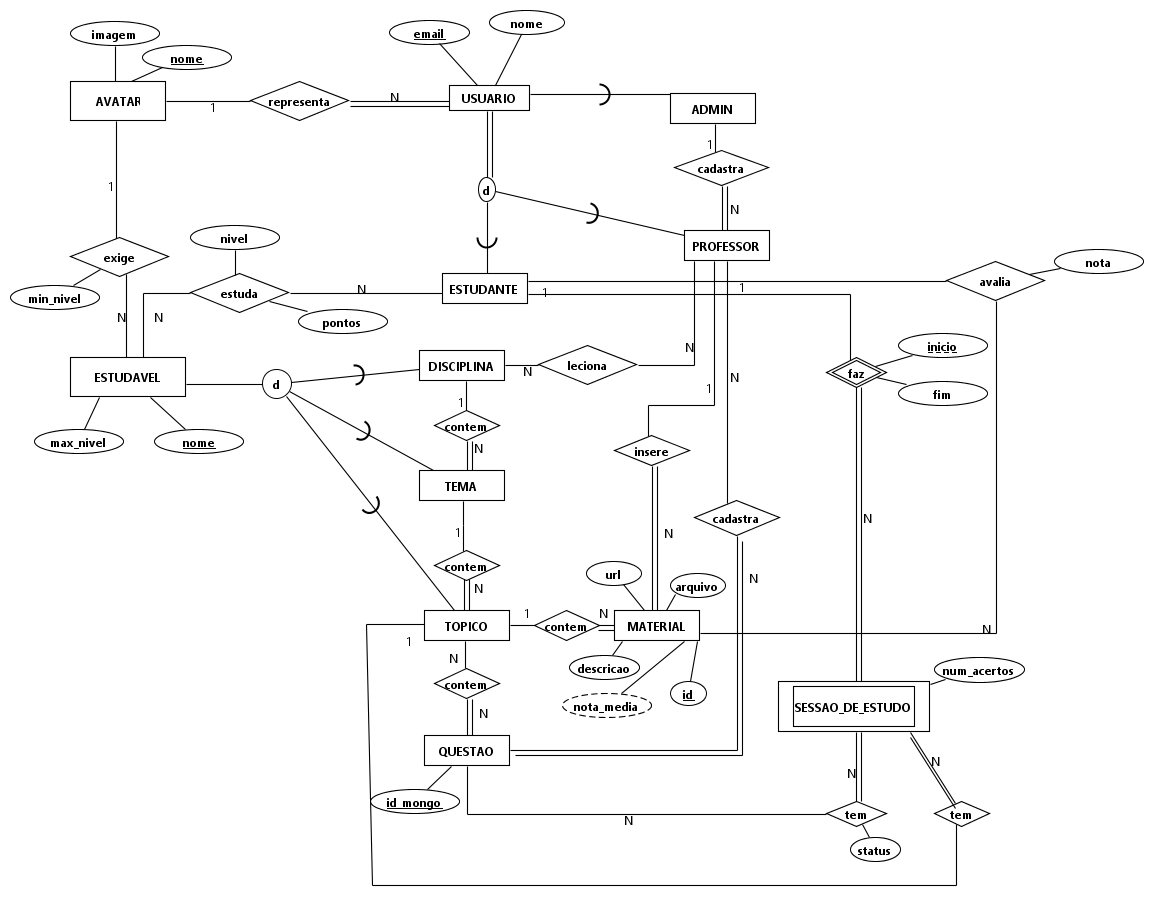 imagem
nome
email
nome
AVATAR
1
representa
N
USUARIO
ADMIN
1
cadastra
N
d
1
PROFESSOR
nivel
exige
min_nivel
estuda
pontos
N
ESTUDANTE
1
1
avalia
nota
N
N
ESTUDAVEL
max_nivel
nome
d
DISCIPLINA
N
leciona
N
1
N
faz
inicio
fim
1
contem
N
insere
TEMA
cadastra
N
1
N
N
contem
N
url
arquivo
TOPICO
1
contem
N
MATERIAL
1
N
descricao
nota_media
id
N
contem
N
num_acertos
SESSAO_DE_ESTUDO
QUESTAO
id_mongo
N
N
N
tem
tem
status